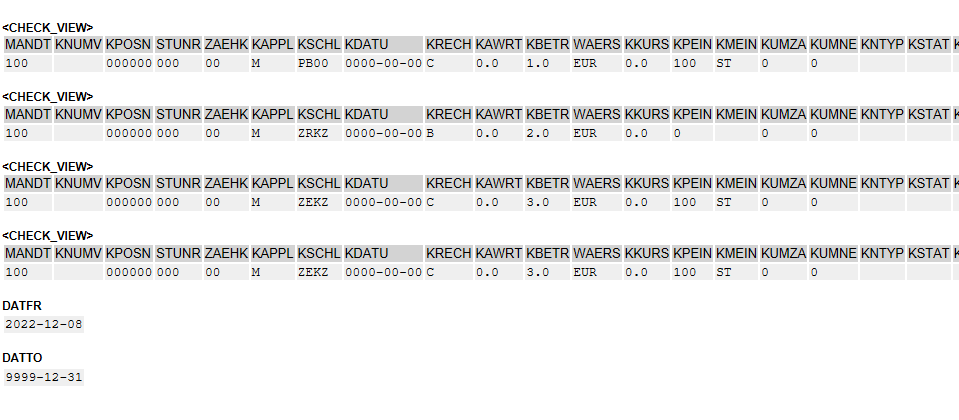 <CHECK_VIEW>
MANDT KNUMV KPOSN STUNR ZAEHK KAPPL KSCHL KDATU KRECH KAWRT KBETR WAERS KKURS KPEIN KMEIN KUMZA KUMNE KNTYP KSTAT
100 000000 000 00 M PB00 0000-00-00 C 0.0 1.0 EUR 0.0 100 ST 0 0
<CHECK_VIEW>
MANDT KNUMV KPOSN STUNR ZAEHK KAPPL KSCHL KDATU KRECH KAWRT KBETR WAERS KKURS KPEIN KMEIN KUMZA KUMNE KNTYP KSTAT
100 000000 000 00 M ZRKZ 0000-00-00 B 0.0 2.0 EUR 0.0 0 0 0
<CHECK_VIEW>
MANDT KNUMV KPOSN STUNR ZAEHK KAPPL KSCHL KDATU KRECH KAWRT KBETR WAERS KKURS KPEIN KMEIN KUMZA KUMNE KNTYP KSTAT
100 000000 000 00 M ZEKZ 0000-00-00 C 0.0 3.0 EUR 0.0 100 ST 0 0
<CHECK_VIEW>
MANDT KNUMV KPOSN STUNR ZAEHK KAPPL KSCHL KDATU KRECH KAWRT KBETR WAERS KKURS KPEIN KMEIN KUMZA KUMNE KNTYP KSTAT
100 000000 000 00 M ZEKZ 0000-00-00 C 0.0 3.0 EUR 0.0 100 ST 0 0
DATFR
2022-12-08
DATTO
9999-12-31